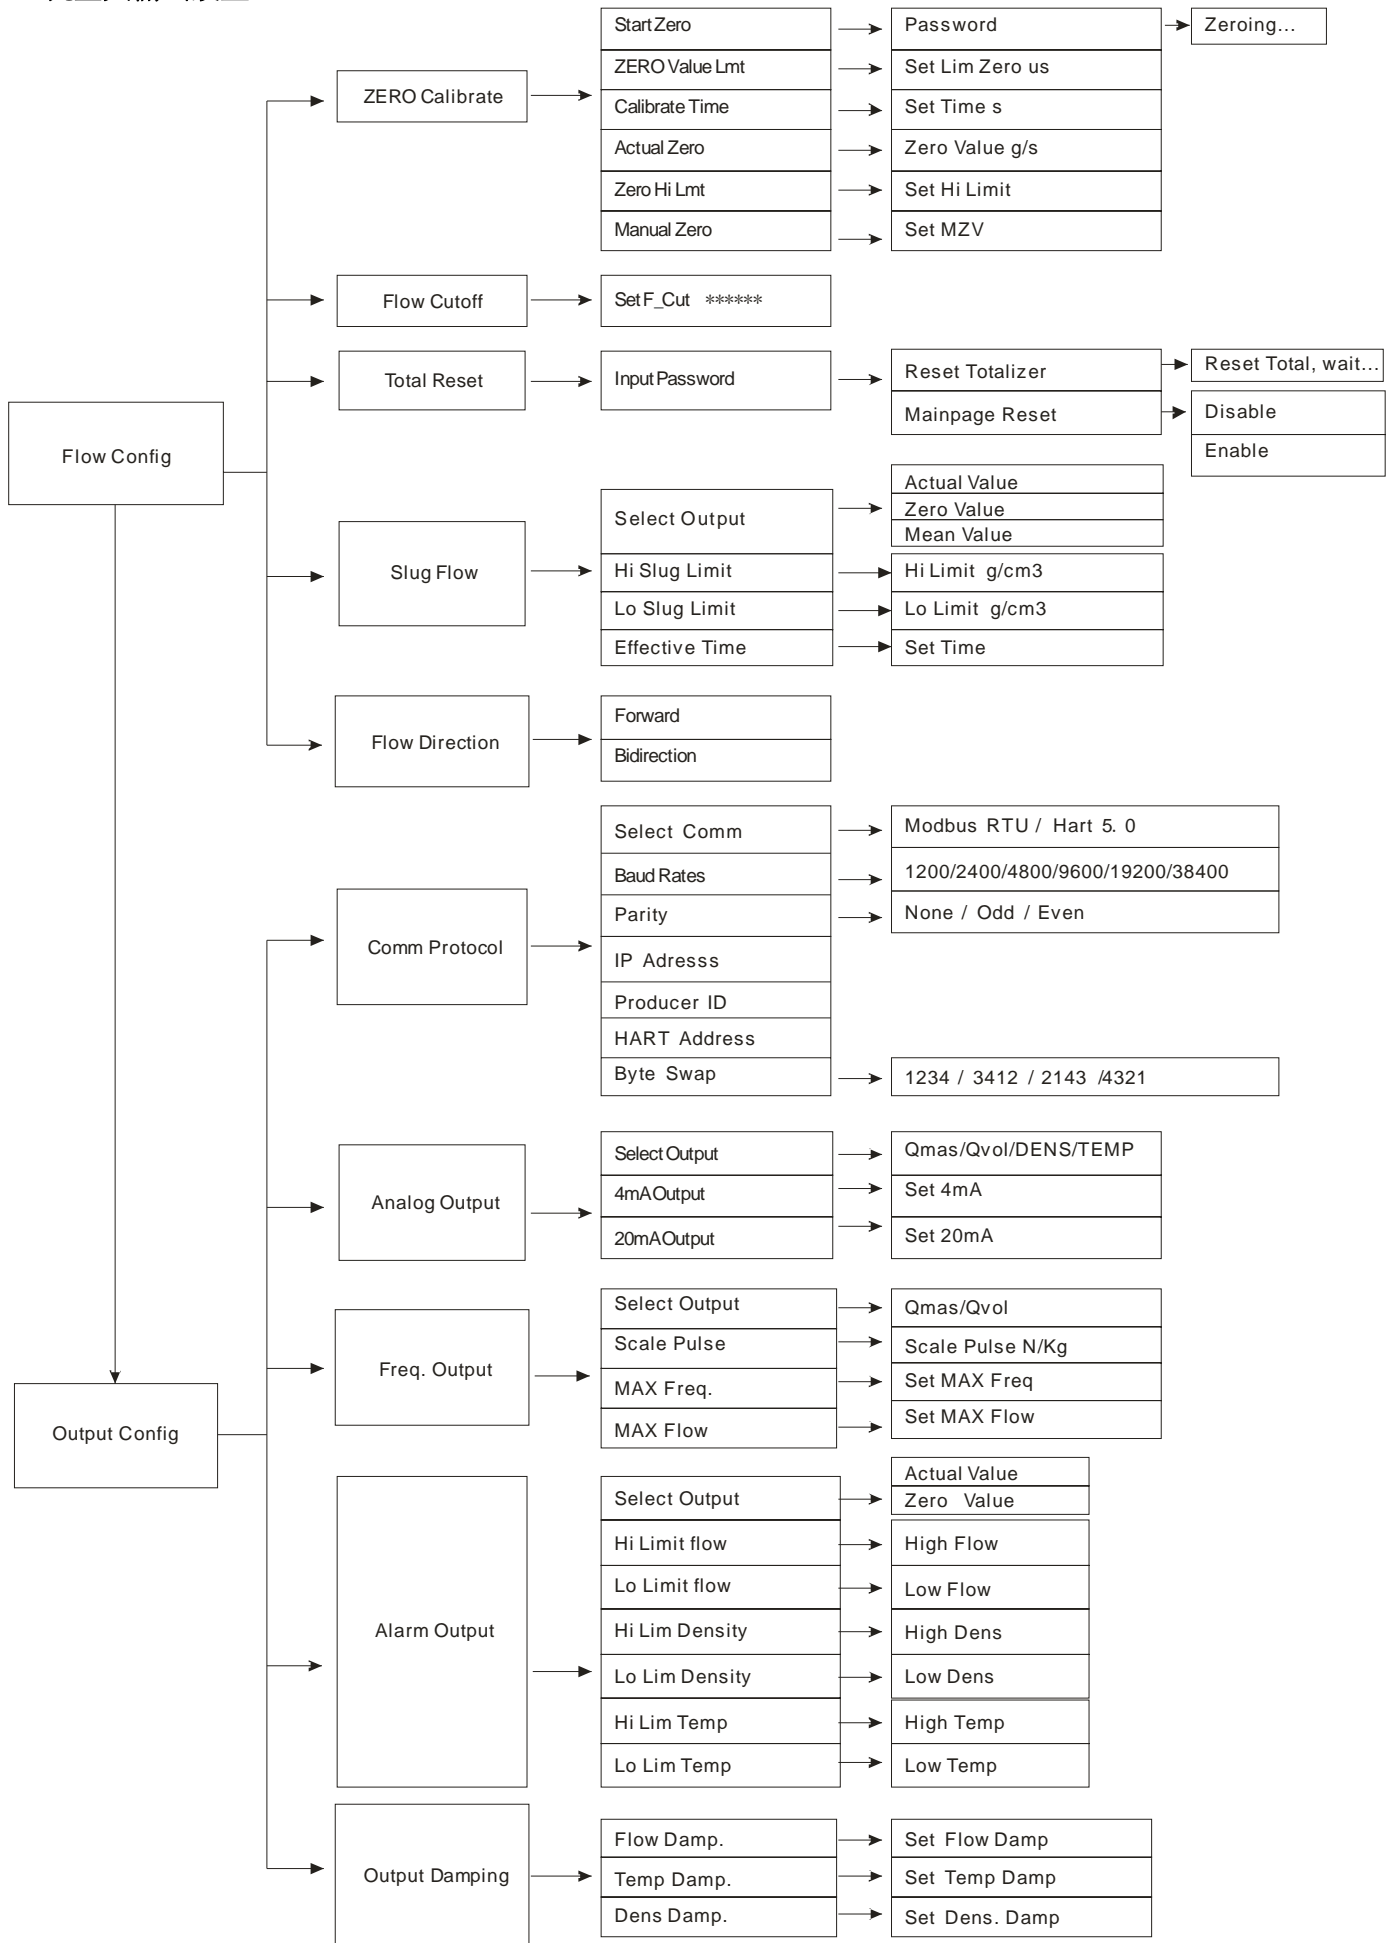 Start Zero
Password
Zeroing...
ZERO Value Lmt
Set Lim Zero us
ZERO Calibrate
Calibrate Time
Set Time s
Actual Zero
Zero Value g/s
Zero Hi Lmt
Set Hi Limit
Manual Zero
Set MZV
Flow Cutoff
Set F_Cut ******
Total Reset
Input Password
Reset Totalizer
Reset Total, wait...
Mainpage Reset
Disable
Enable
Flow Config
Slug Flow
Select Output
Actual Value
Zero Value
Mean Value
Hi Slug Limit
Hi Limit g/cm3
Lo Slug Limit
Lo Limit g/cm3
Effective Time
Set Time
Flow Direction
Forward
Bidirection
Comm Protocol
Select Comm
Modbus RTU / Hart 5. 0
Baud Rates
1200/2400/4800/9600/19200/38400
Parity
None / Odd / Even
IP Adresss
Producer ID
HART Address
Byte Swap
1234 / 3412 / 2143 /4321
Analog Output
Select Output
Qmas/Qvol/DENS/TEMP
4mA Output
Set 4mA
20mA Output
Set 20mA
Freq. Output
Select Output
Qmas/Qvol
Scale Pulse
Scale Pulse N/Kg
MAX Freq.
Set MAX Freq
MAX Flow
Set MAX Flow
Output Config
Alarm Output
Select Output
Actual Value
Zero Value
Hi Limit flow
High Flow
Lo Limit flow
Low Flow
Hi Lim Density
High Dens
Lo Lim Density
Low Dens
Hi Lim Temp
High Temp
Lo Lim Temp
Low Temp
Output Damping
Flow Damp.
Set Flow Damp
Temp Damp.
Set Temp Damp
Dens Damp.
Set Dens. Damp